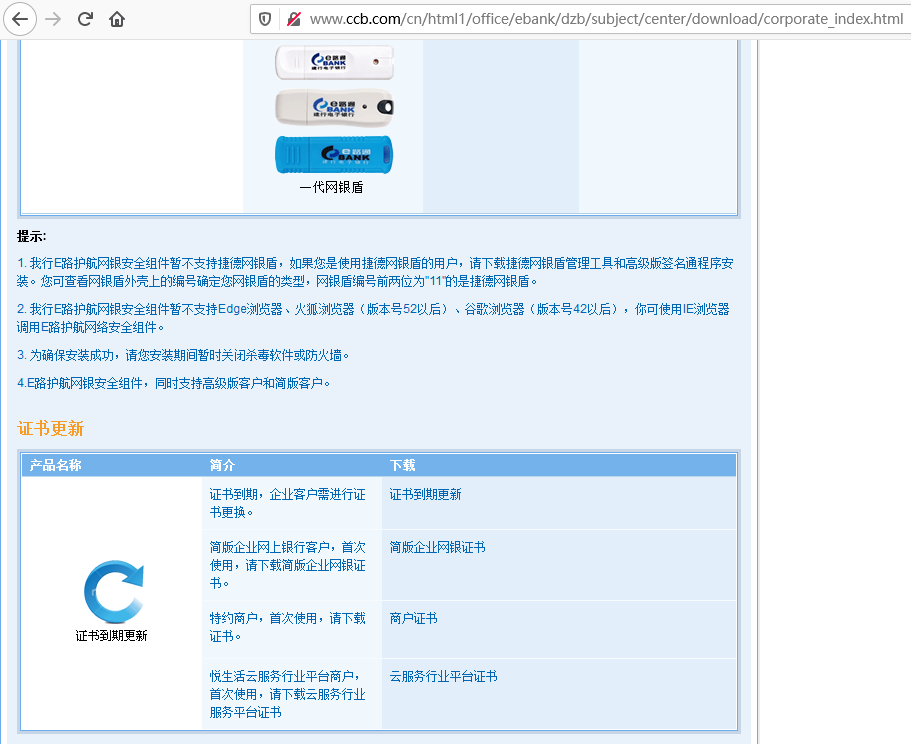 www.ccb.com/cn/html1/office/ebank/dzb/subject/center/download/corporate_index.html
e路通
BANK
建行电子银行
e路通
BANK
建行电子银行
e路通
BANK
一代网银盾
提示:
1. 我行E路护航网银安全组件暂不支持捷德网银盾，如果您是使用捷德网银盾的用户，请下载捷德网银盾管理工具和高级版签名通程序安
装。您可查看网银盾外壳上的编号确定您网银盾的类型，网银盾编号前两位为"11"的是捷德网银盾。
2. 我行E路护航网银安全组件暂不支持Edge浏览器、火狐浏览器（版本号52以后）、谷歌浏览器（版本号42以后），你可使用IE浏览器
调用E路护航网络安全组件。
3. 为确保安装成功，请您安装期间暂时关闭杀毒软件或防火墙。
4.E路护航网银安全组件，同时支持高级版客户和简版客户。
证书更新
产品名称 简介 下载
证书到期，企业客户需进行证
书更换。
证书到期更新
简版企业网上银行客户，首次
使用，请下载简版企业网银证
书。
简版企业网银证书
证书到期更新
特约商户，首次使用，请下载
证书。
商户证书
悦生活云服务行业平台商户，
首次使用，请下载云服务行业
服务平台证书
云服务行业平台证书